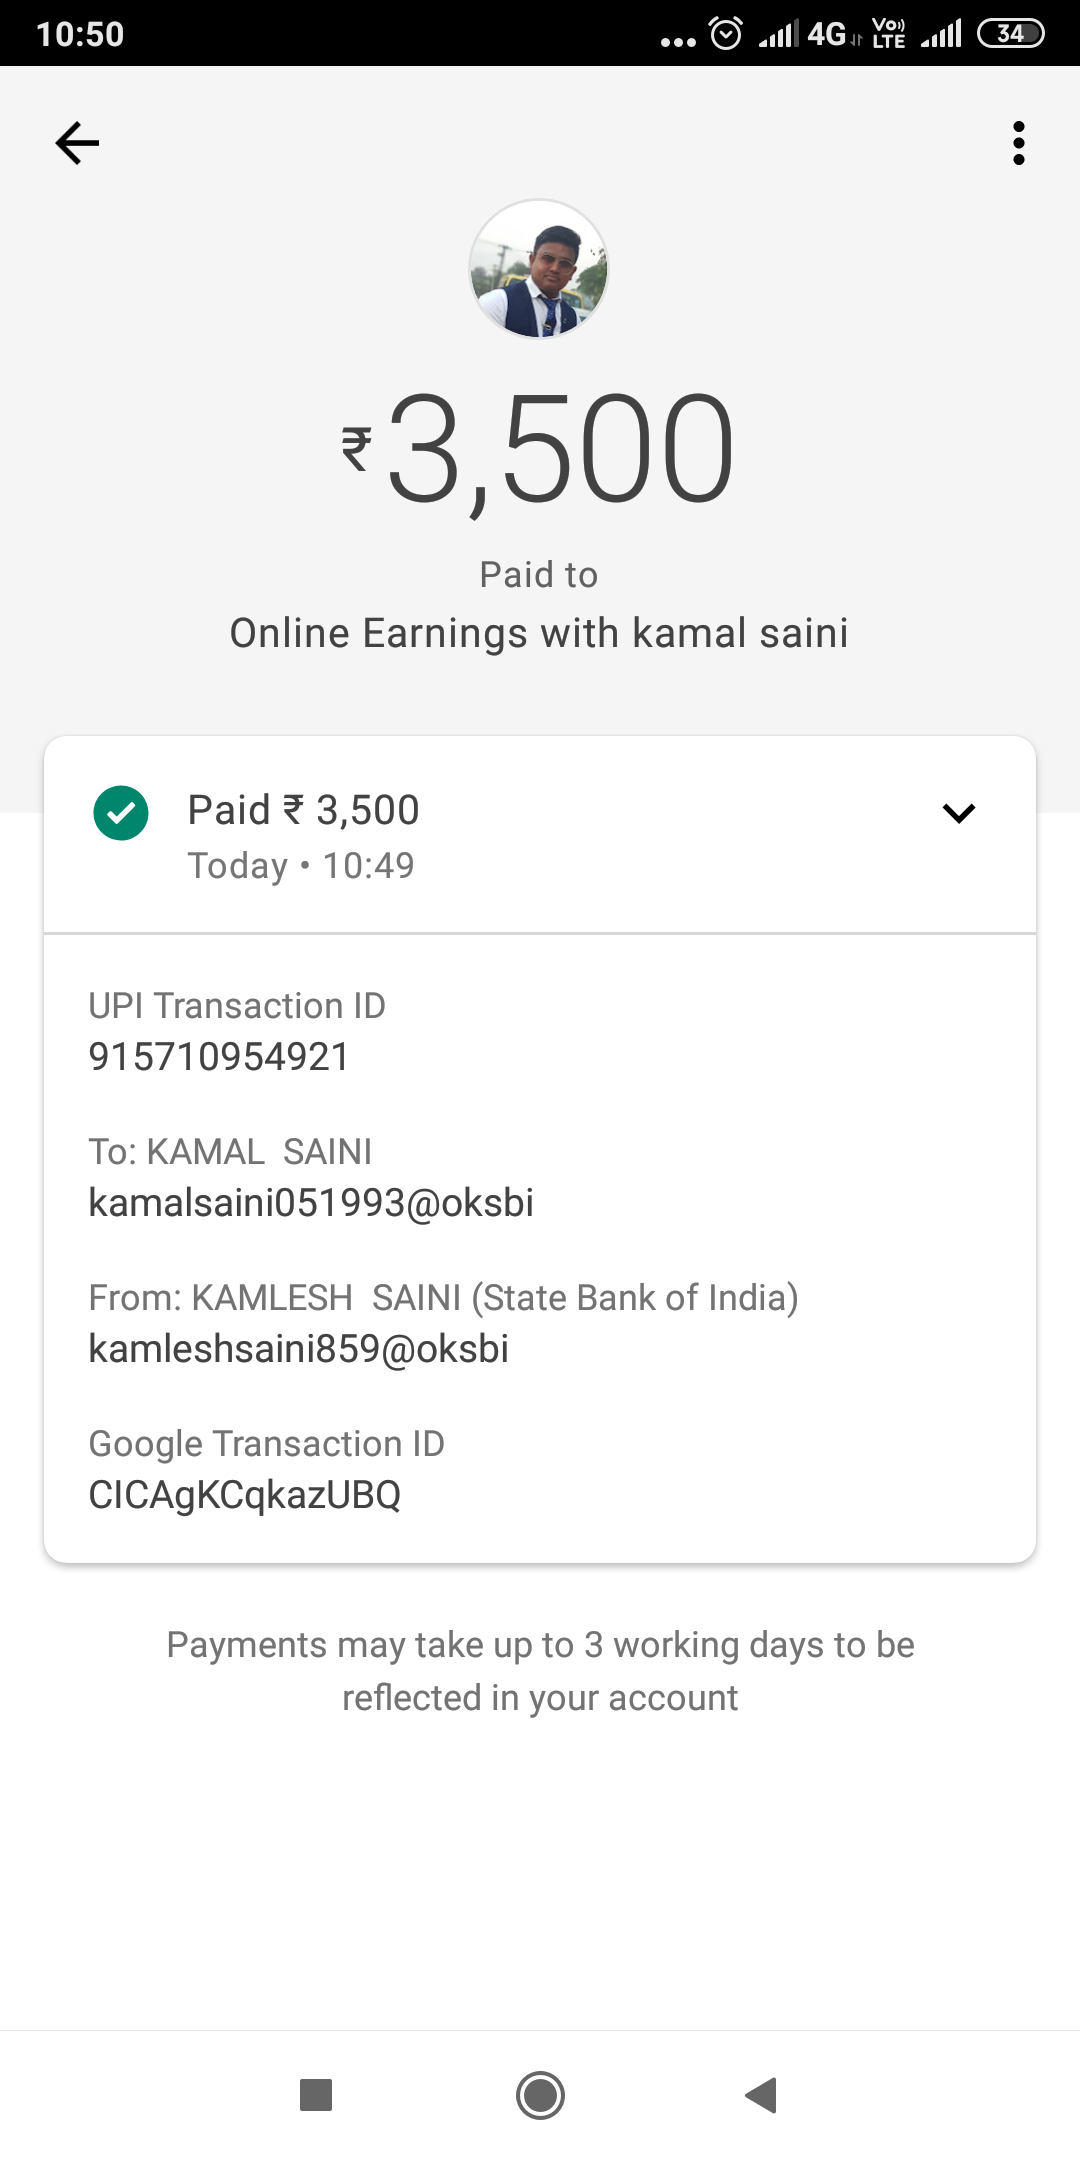 10:50
4G Vo)) LTE 34
₹3,500
Paid to
Online Earnings with kamal saini
Paid ₹ 3,500
Today • 10:49
UPI Transaction ID
915710954921
To: KAMAL  SAINI
kamalsaini051993@oksbi
From: KAMLESH  SAINI (State Bank of India)
kamleshsaini859@oksbi
Google Transaction ID
CICAgKCqkazUBQ
Payments may take up to 3 working days to be
reflected in your account